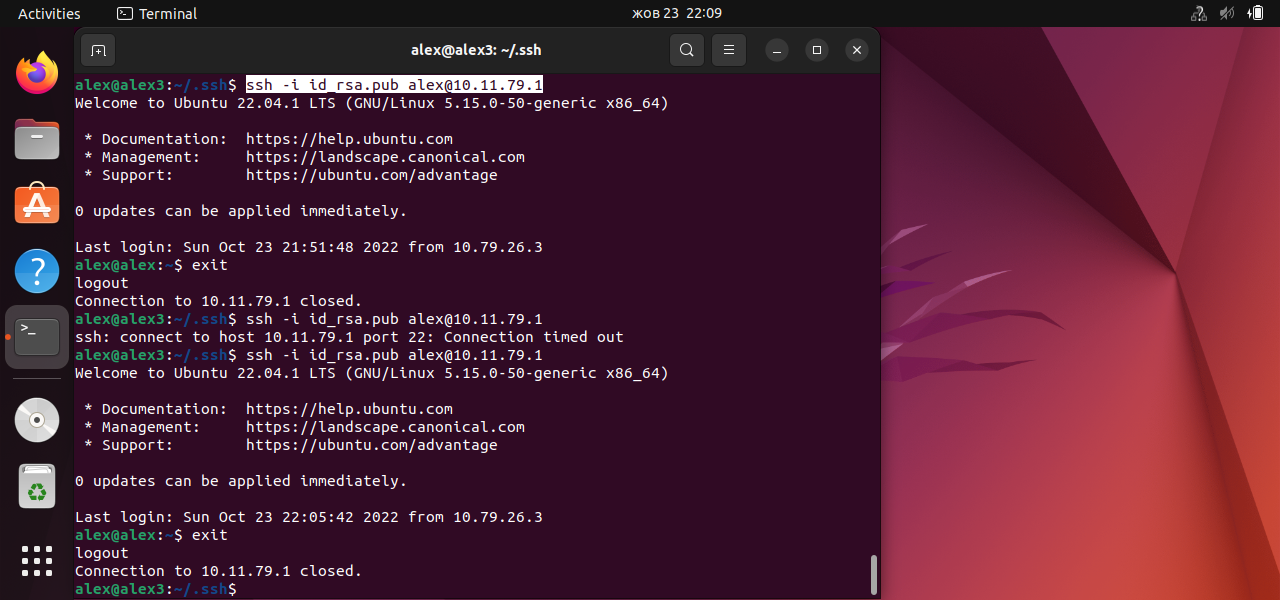 Activities
Terminal
жов 23 22:09
alex@alex3: ~/.ssh
alex@alex3:~/.ssh$ ssh -i id_rsa.pub alex@10.11.79.1
Welcome to Ubuntu 22.04.1 LTS (GNU/Linux 5.15.0-50-generic x86_64)
* Documentation:  https://help.ubuntu.com
* Management:     https://landscape.canonical.com
* Support:        https://ubuntu.com/advantage
0 updates can be applied immediately.
Last login: Sun Oct 23 21:51:48 2022 from 10.79.26.3
alex@alex:~$ exit
logout
Connection to 10.11.79.1 closed.
alex@alex3:~/.ssh$ ssh -i id_rsa.pub alex@10.11.79.1
ssh: connect to host 10.11.79.1 port 22: Connection timed out
alex@alex3:~/.ssh$ ssh -i id_rsa.pub alex@10.11.79.1
Welcome to Ubuntu 22.04.1 LTS (GNU/Linux 5.15.0-50-generic x86_64)
* Documentation:  https://help.ubuntu.com
* Management:     https://landscape.canonical.com
* Support:        https://ubuntu.com/advantage
0 updates can be applied immediately.
Last login: Sun Oct 23 22:05:42 2022 from 10.79.26.3
alex@alex:~$ exit
logout
Connection to 10.11.79.1 closed.
alex@alex3:~/.ssh$